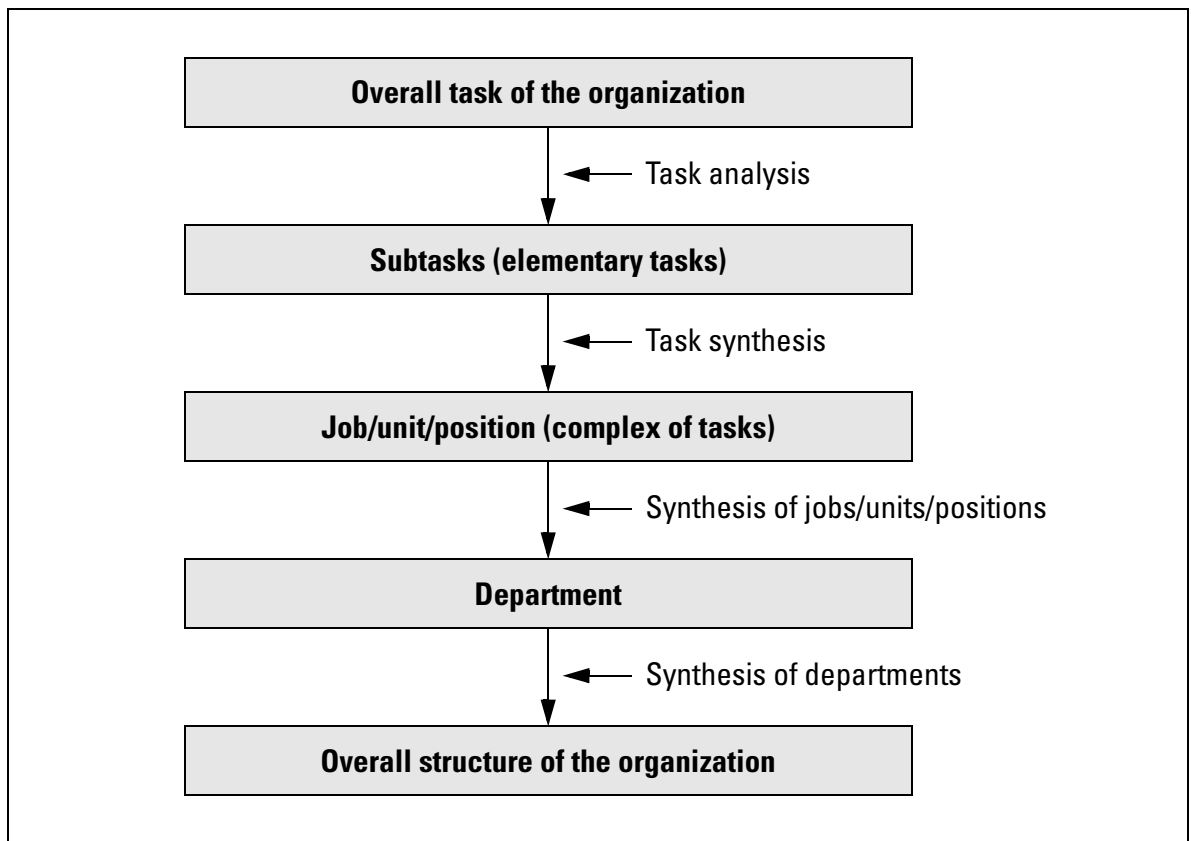 Overall task of the organization
Task analysis
Subtasks (elementary tasks)
Task synthesis
Job/unit/position (complex of tasks)
Synthesis of jobs/units/positions
Department
Synthesis of departments
Overall structure of the organization